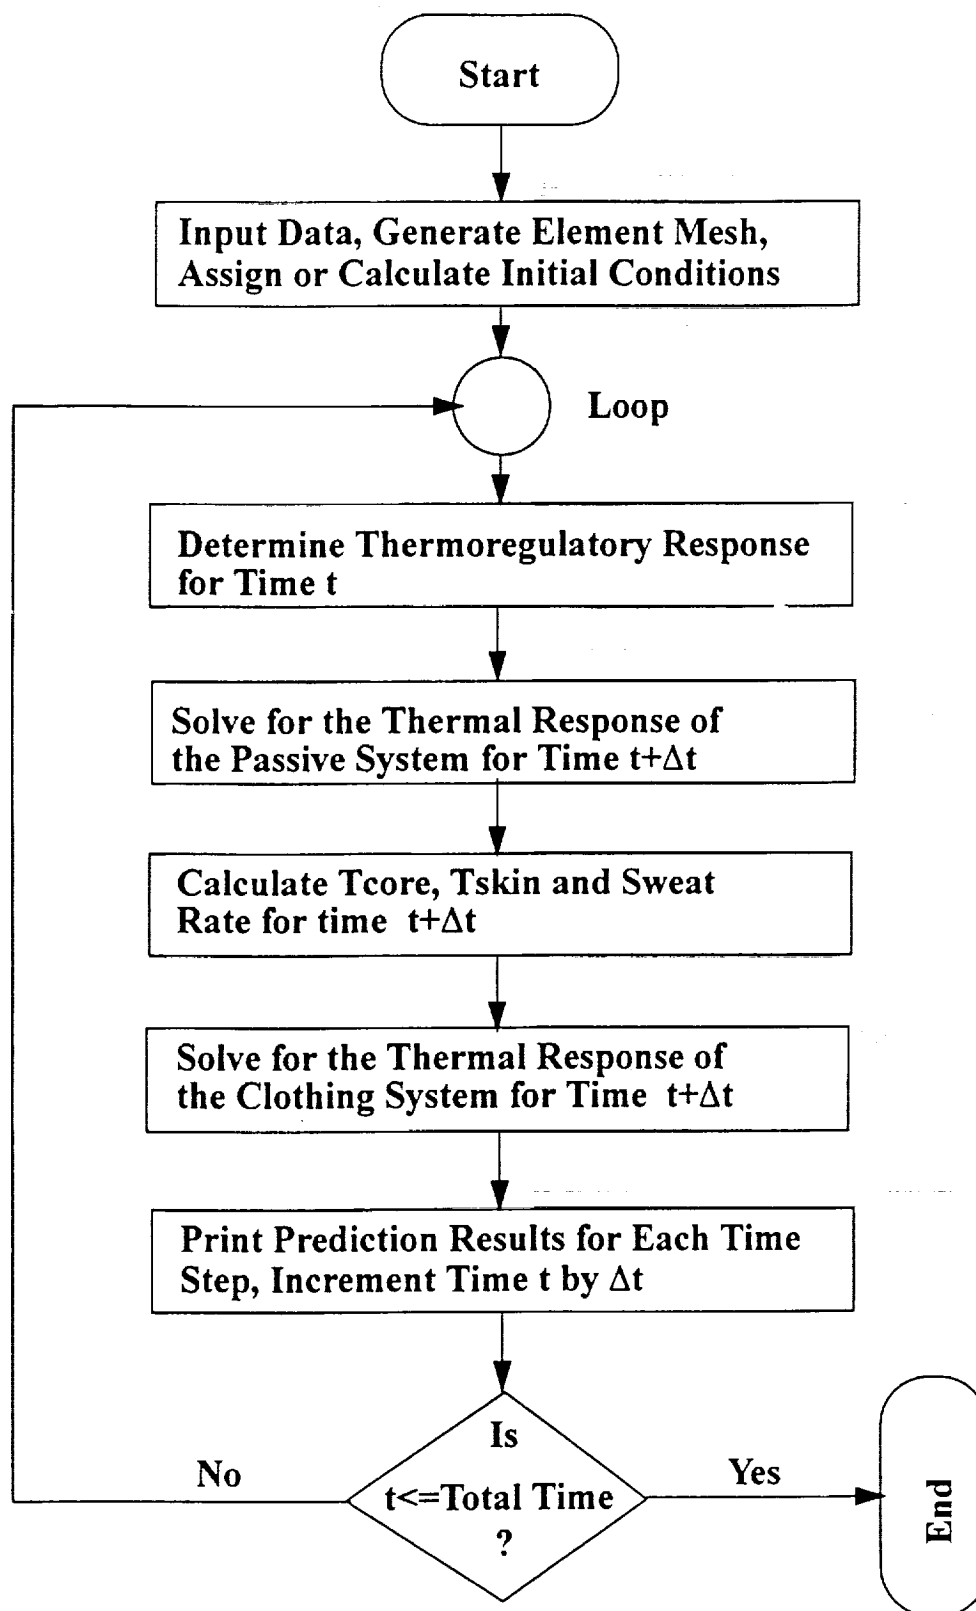 Start
Input Data, Generate Element Mesh,
Assign or Calculate Initial Conditions
Loop
Determine Thermoregulatory Response
for Time t
Solve for the Thermal Response of
the Passive System for Time t+Δt
Calculate Tcore, Tskin and Sweat
Rate for time t+Δt
Solve for the Thermal Response of
the Clothing System for Time t+Δt
Print Prediction Results for Each Time
Step, Increment Time t by Δt
Is
t<=Total Time
?
No
Yes
End